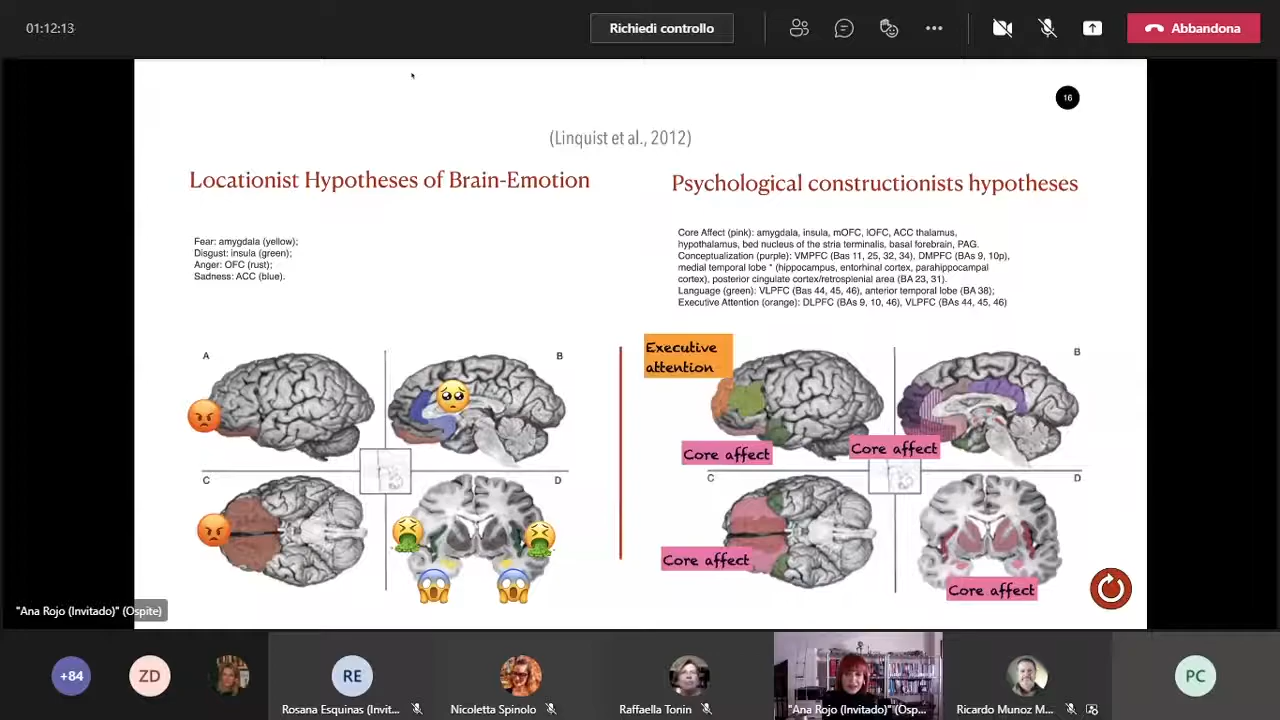 01:12:13
Richiedi controllo
Abbandona
16
(Linquist et al., 2012)
Locationist Hypotheses of Brain-Emotion
Psychological constructionists hypotheses
Fear: amygdala (yellow);
Disgust: insula (green);
Anger: OFC (rust);
Sadness: ACC (blue).
Core Affect (pink): amygdala, insula, mOFC, lOFC, ACC thalamus,
hypothalamus, bed nucleus of the stria terminalis, basal forebrain, PAG.
Conceptualization (purple): VMPFC (Bas 11, 25, 32, 34), DMPFC (BAs 9, 10p),
medial temporal lobe * (hippocampus, entorhinal cortex, parahippocampal
cortex), posterior cingulate cortex/retrosplenial area (BA 23, 31).
Language (green): VLPFC (Bas 44, 45, 46), anterior temporal lobe (BA 38);
Executive Attention (orange): DLPFC (BAs 9, 10, 46), VLPFC (BAs 44, 45, 46)
A
B
C
D
Executive
attention
B
Core affect
Core affect
C
D
Core affect
Core affect
"Ana Rojo (Invitado)" (Ospite)
+84
ZD
RE
PC
Rosana Esquinas (Invit...
Nicoletta Spinolo
Raffaella Tonin
"Ana Rojo (Invitado)" (Osp...
Ricardo Munoz M...